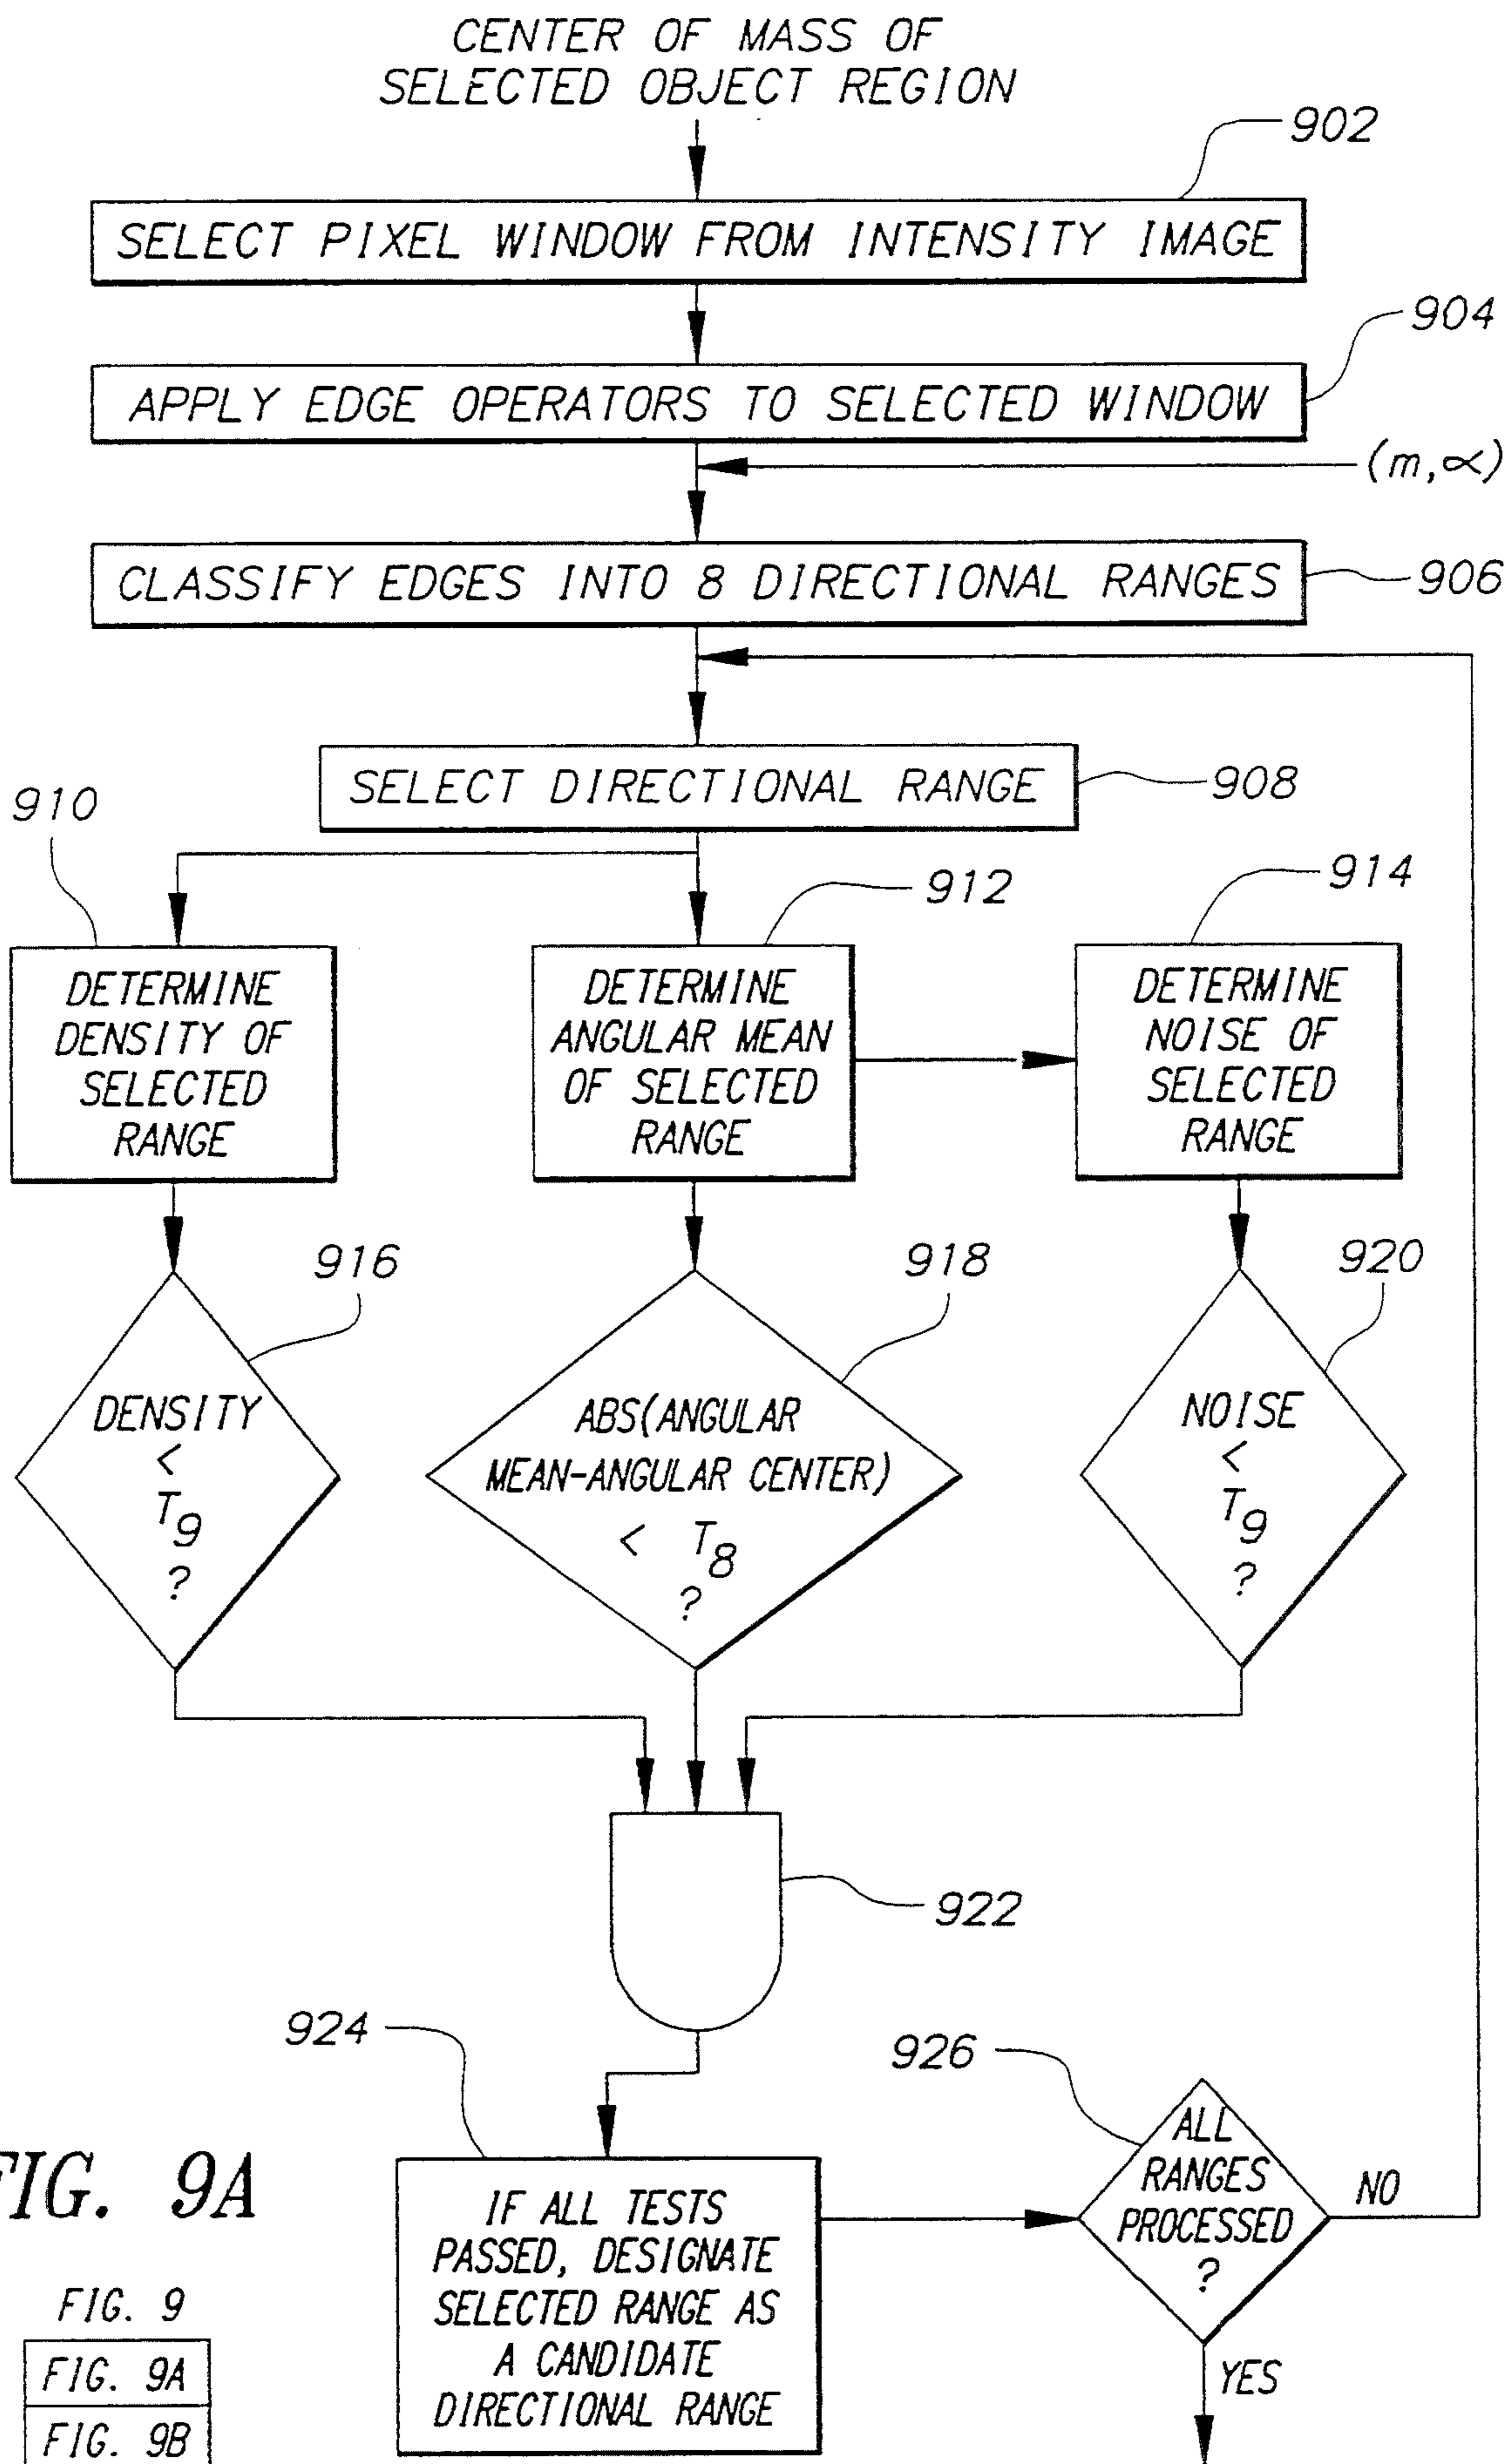 CENTER OF MASS OF
SELECTED OBJECT REGION
902
SELECT PIXEL WINDOW FROM INTENSITY IMAGE
904
APPLY EDGE OPERATORS TO SELECTED WINDOW
(m,∝)
CLASSIFY EDGES INTO 8 DIRECTIONAL RANGES
906
SELECT DIRECTIONAL RANGE
908
910
912
914
DETERMINE
DENSITY OF
SELECTED
RANGE
DETERMINE
ANGULAR MEAN
OF SELECTED
RANGE
DETERMINE
NOISE OF
SELECTED
RANGE
916
918
920
DENSITY
<
T9
?
ABS(ANGULAR
MEAN-ANGULAR CENTER)
< T8
?
NOISE
<
T9
?
922
924
926
IF ALL TESTS
PASSED, DESIGNATE
SELECTED RANGE AS
A CANDIDATE
DIRECTIONAL RANGE
ALL
RANGES
PROCESSED
?
NO
YES
FIG. 9A
FIG. 9
FIG. 9A
FIG. 9B